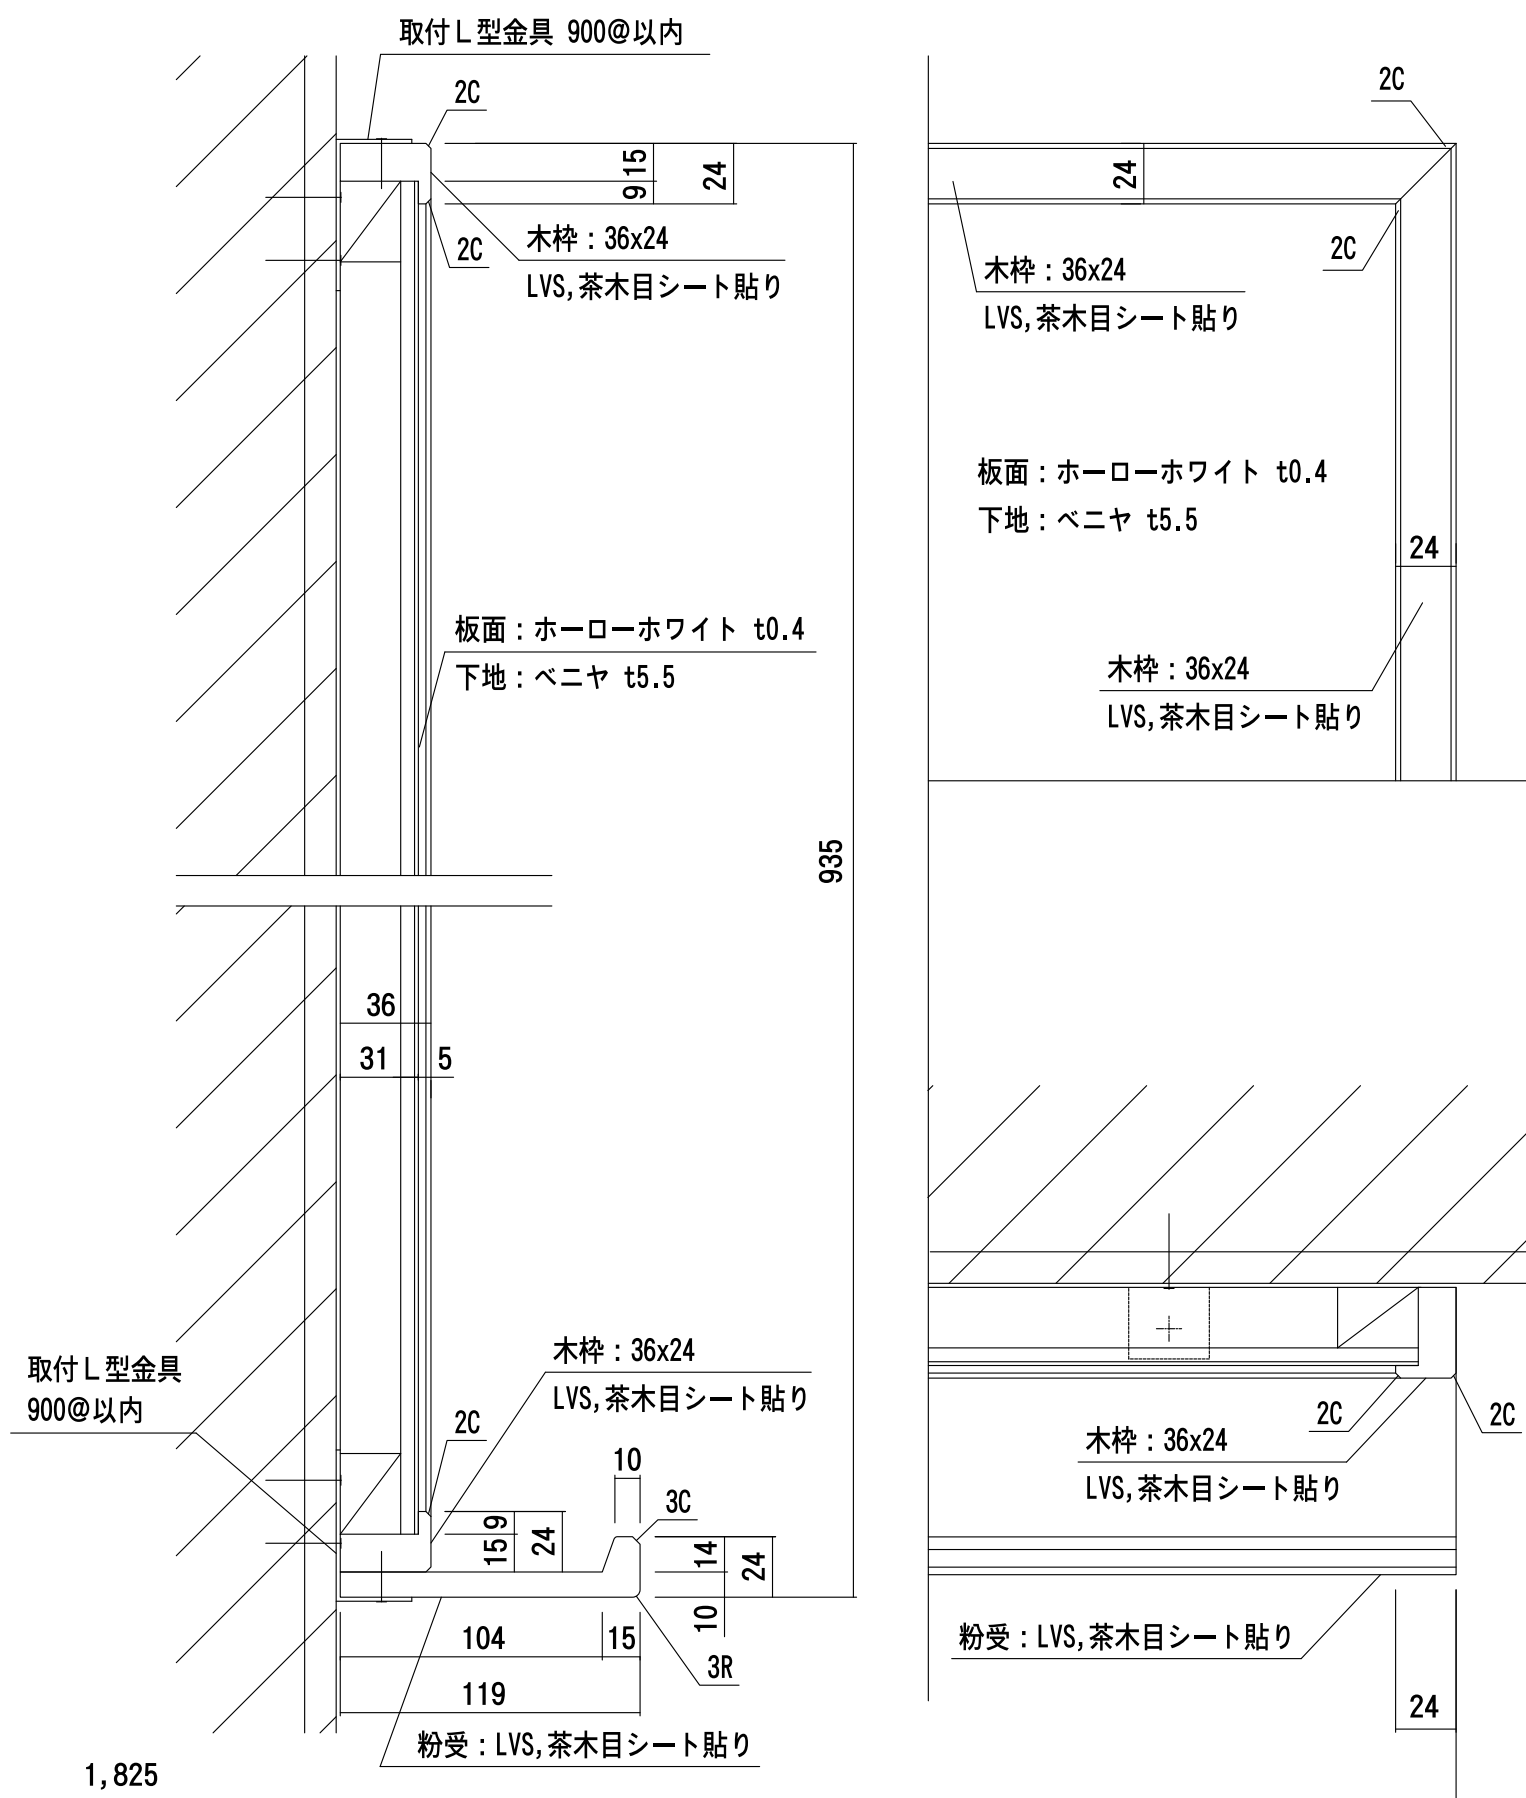 取付L型金具 900@以内
2C
15
9
24
木枠：36x24
LVS,茶木目シート貼り
2C
板面：ホーローホワイト t0.4
下地：ベニヤ t5.5
935
36
31
5
取付L型金具
900@以内
木枠：36x24
LVS,茶木目シート貼り
2C
10
3C
9
15
24
14
24
10
104
15
3R
119
粉受：LVS,茶木目シート貼り
1,825
2C
24
2C
木枠：36x24
LVS,茶木目シート貼り
板面：ホーローホワイト t0.4
下地：ベニヤ t5.5
24
木枠：36x24
LVS,茶木目シート貼り
2C
2C
木枠：36x24
LVS,茶木目シート貼り
粉受：LVS,茶木目シート貼り
24